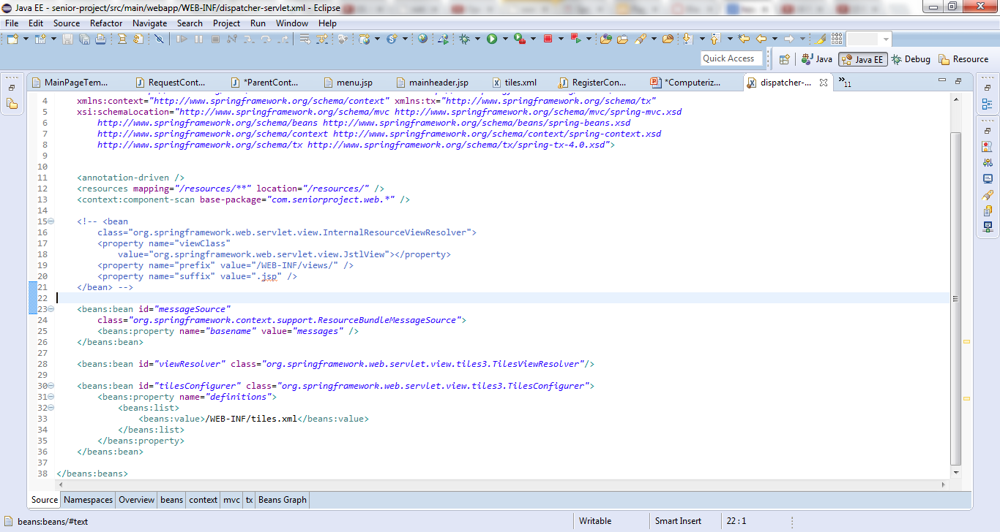 Java EE - senior-project/src/main/webapp/WEB-INF/dispatcher-servlet.xml - Eclipse
File Edit Source Refactor Navigate Search Project Run Window Help
Quick Access Java Java EE Debug Resource
MainPageTem... RequestCont... *ParentCont... menu.jsp mainheader.jsp tiles.xml RegisterCon... *Computeriz... dispatcher-... »11
4 xmlns:context="http://www.springframework.org/schema/context" xmlns:tx="http://www.springframework.org/schema/tx"
5 xsi:schemaLocation="http://www.springframework.org/schema/mvc http://www.springframework.org/schema/mvc/spring-mvc.xsd
6 http://www.springframework.org/schema/beans http://www.springframework.org/schema/beans/spring-beans.xsd
7 http://www.springframework.org/schema/context http://www.springframework.org/schema/context/spring-context.xsd
8 http://www.springframework.org/schema/tx http://www.springframework.org/schema/tx/spring-tx-4.0.xsd">
9
10
11 <annotation-driven />
12 <resources mapping="/resources/**" location="/resources/" />
13 <context:component-scan base-package="com.seniorproject.web.*" />
14
15 <!-- <bean
16 class="org.springframework.web.servlet.view.InternalResourceViewResolver">
17 <property name="viewClass"
18 value="org.springframework.web.servlet.view.JstlView"></property>
19 <property name="prefix" value="/WEB-INF/views/" />
20 <property name="suffix" value=".jsp" />
21 </bean> -->
22
23 <beans:bean id="messageSource"
24 class="org.springframework.context.support.ResourceBundleMessageSource">
25 <beans:property name="basename" value="messages" />
26 </beans:bean>
27
28 <beans:bean id="viewResolver" class="org.springframework.web.servlet.view.tiles3.TilesViewResolver"/>
29
30 <beans:bean id="tilesConfigurer" class="org.springframework.web.servlet.view.tiles3.TilesConfigurer">
31 <beans:property name="definitions">
32 <beans:list>
33 <beans:value>/WEB-INF/tiles.xml</beans:value>
34 </beans:list>
35 </beans:property>
36 </beans:bean>
37
38 </beans:beans>
Source Namespaces Overview beans context mvc tx Beans Graph
beans:beans/#text Writable Smart Insert 22 : 1